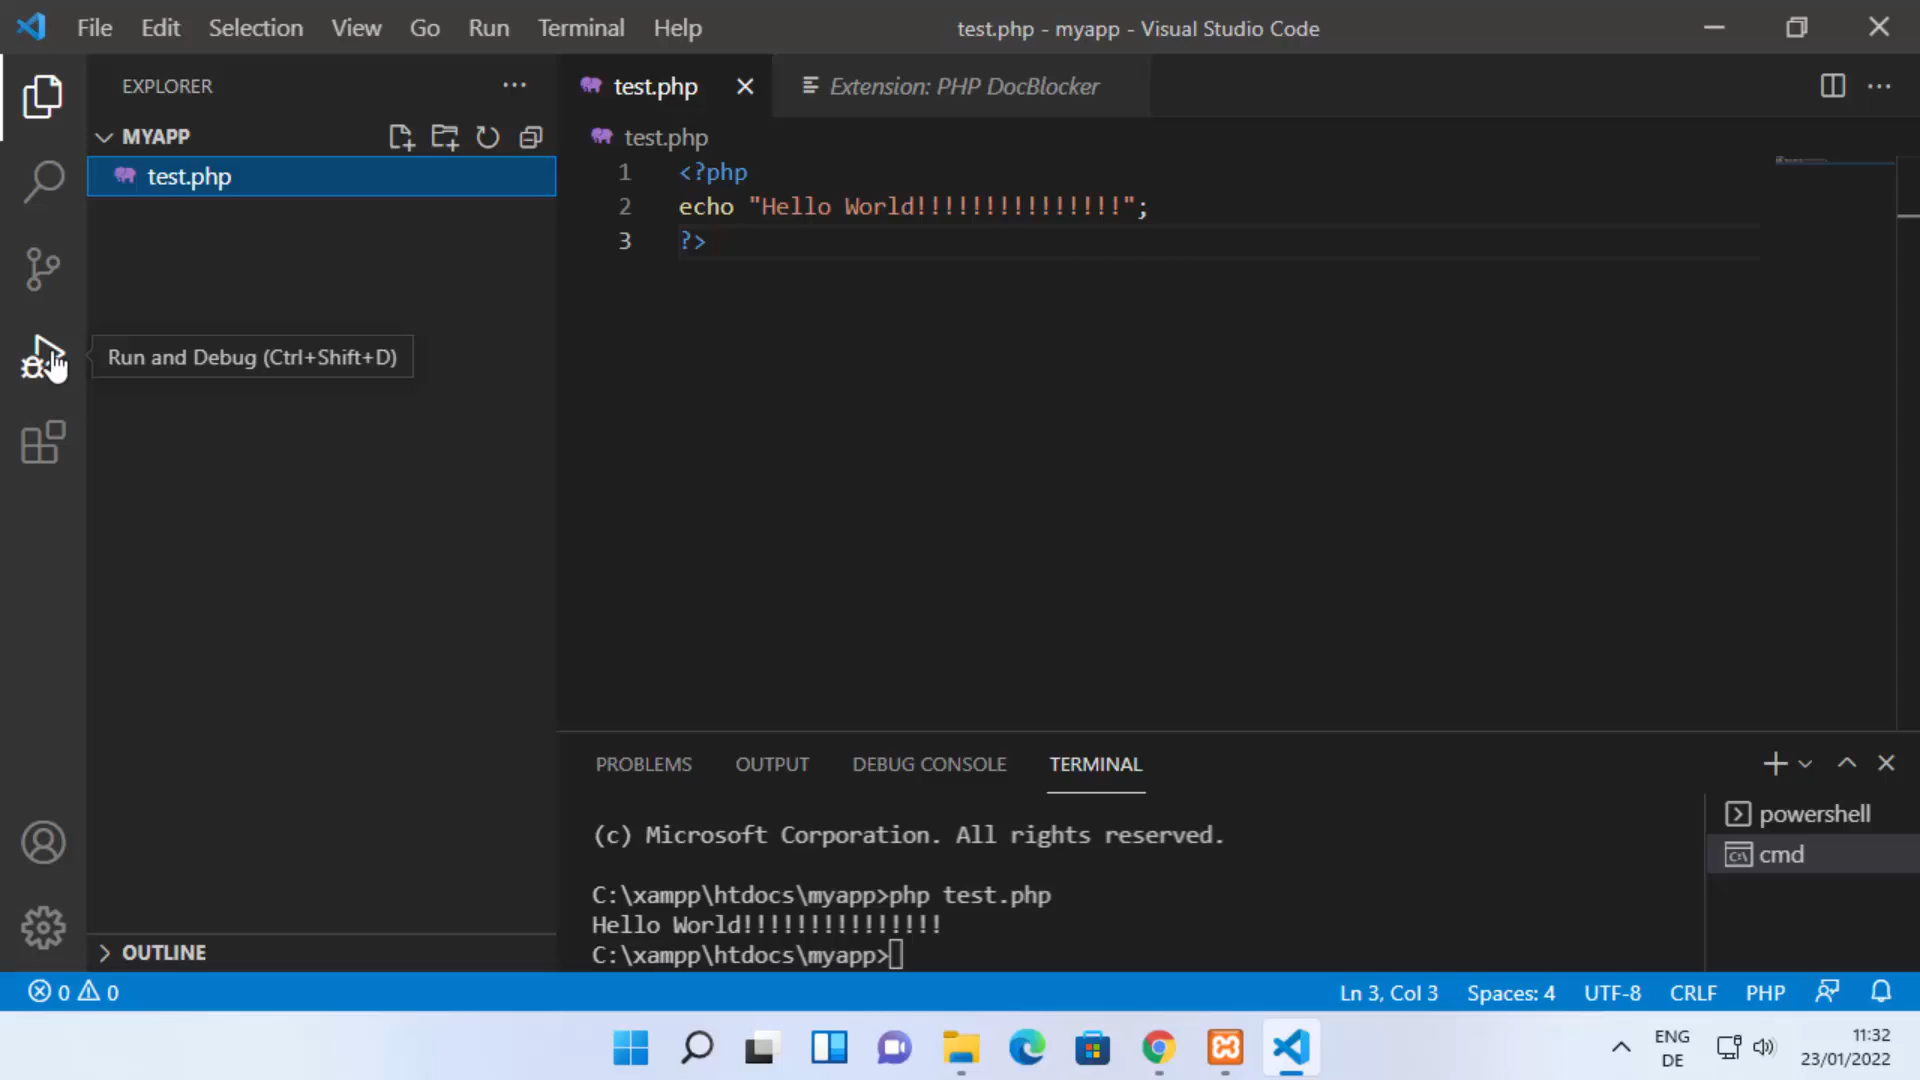 File Edit Selection View Go Run Terminal Help test.php - myapp - Visual Studio Code
EXPLORER
MYAPP
test.php
Run and Debug (Ctrl+Shift+D)
OUTLINE
test.php Extension: PHP DocBlocker
test.php
1 <?php
2 echo "Hello World!!!!!!!!!!!!!!!";
3 ?>
PROBLEMS OUTPUT DEBUG CONSOLE TERMINAL
(c) Microsoft Corporation. All rights reserved.
C:\xampp\htdocs\myapp>php test.php
Hello World!!!!!!!!!!!!!!!
C:\xampp\htdocs\myapp>
powershell
cmd
0 0 Ln 3, Col 3 Spaces: 4 UTF-8 CRLF PHP
ENG
DE
11:32
23/01/2022